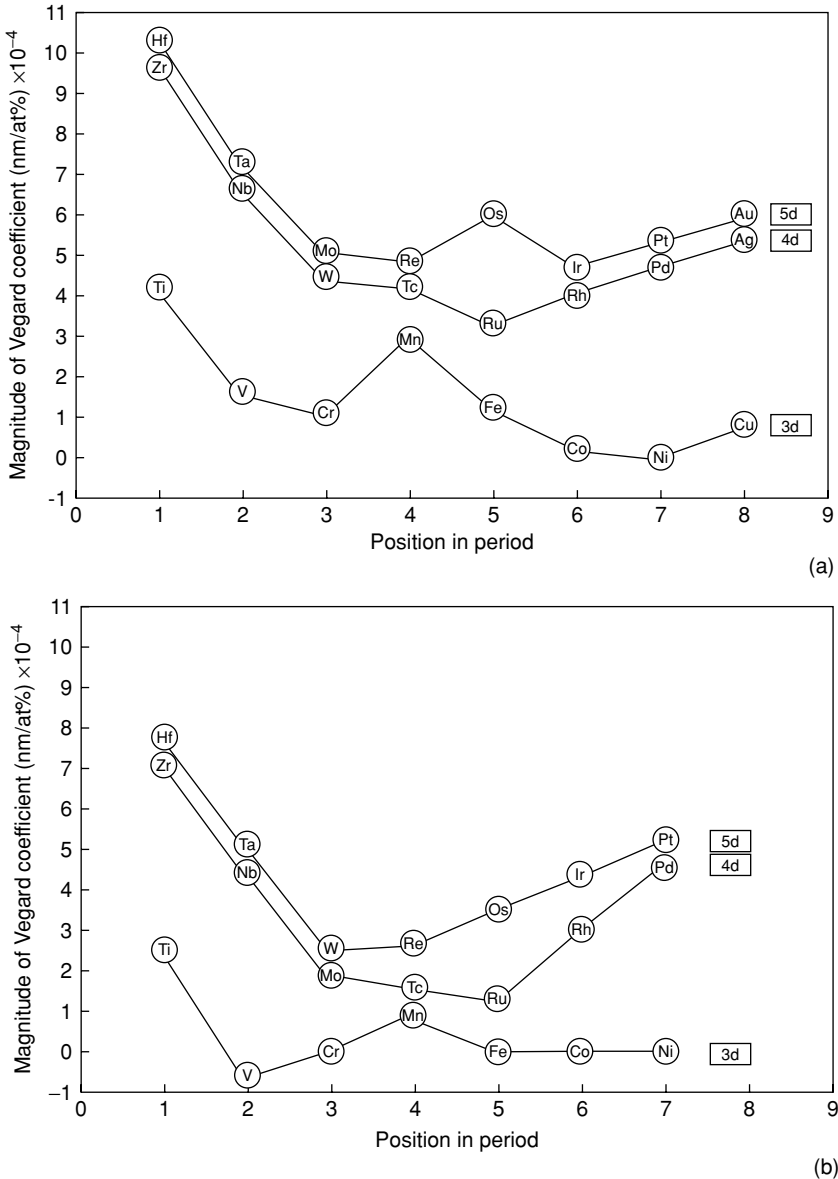 11
10
9
8
7
6
5
4
3
2
1
0
-1
Magnitude of Vegard coefficient (nm/at%) ×10⁻⁴
Hf
Zr
Ta
Nb
Mo
W
Re
Tc
Os
Ru
Ir
Rh
Pt
Pd
Au
Ag
5d
4d
Ti
V
Cr
Mn
Fe
Co
Ni
Cu
3d
0 1 2 3 4 5 6 7 8 9
Position in period
(a)
11
10
9
8
7
6
5
4
3
2
1
0
−1
Magnitude of Vegard coefficient (nm/at%) ×10⁻⁴
Hf
Zr
Ta
Nb
W
Mo
Re
Tc
Os
Ru
Ir
Rh
Pt
Pd
5d
4d
Ti
V
Cr
Mn
Fe
Co
Ni
3d
0 1 2 3 4 5 6 7 8 9
Position in period
(b)